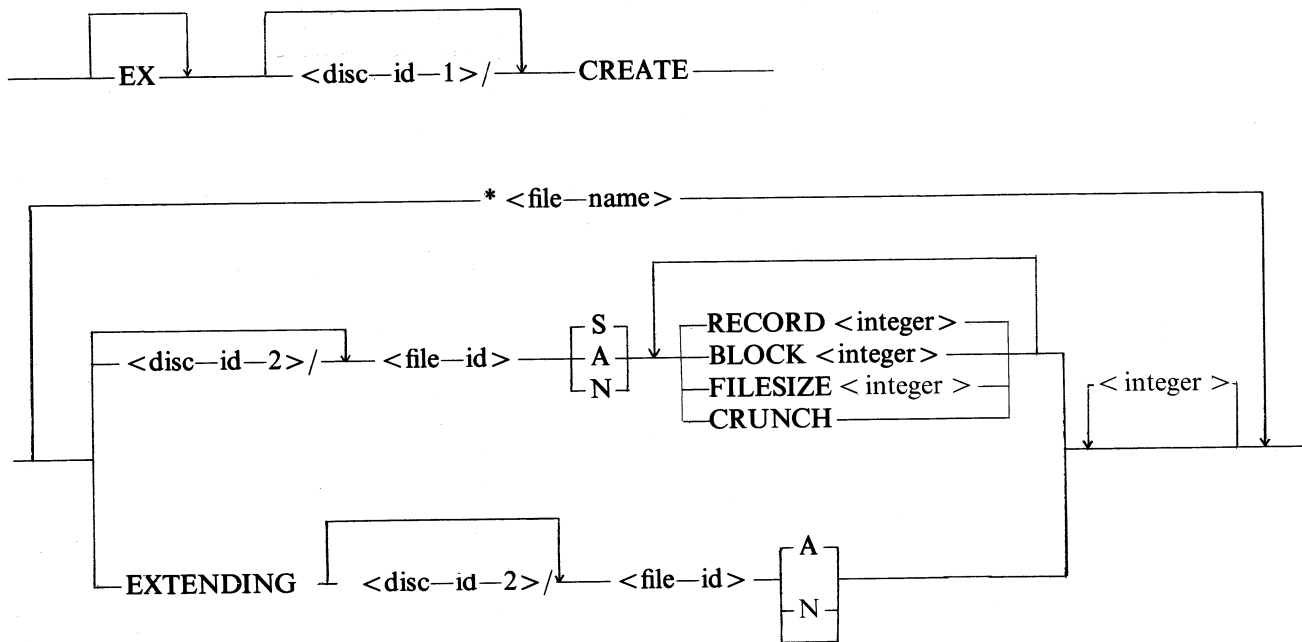 EX <disc—id—1>/ CREATE
* <file—name>
S
RECORD <integer>
<disc—id—2>/ <file—id> A BLOCK <integer> <integer>
N FILESIZE <integer>
CRUNCH
A
EXTENDING <disc—id—2>/ <file—id>
N